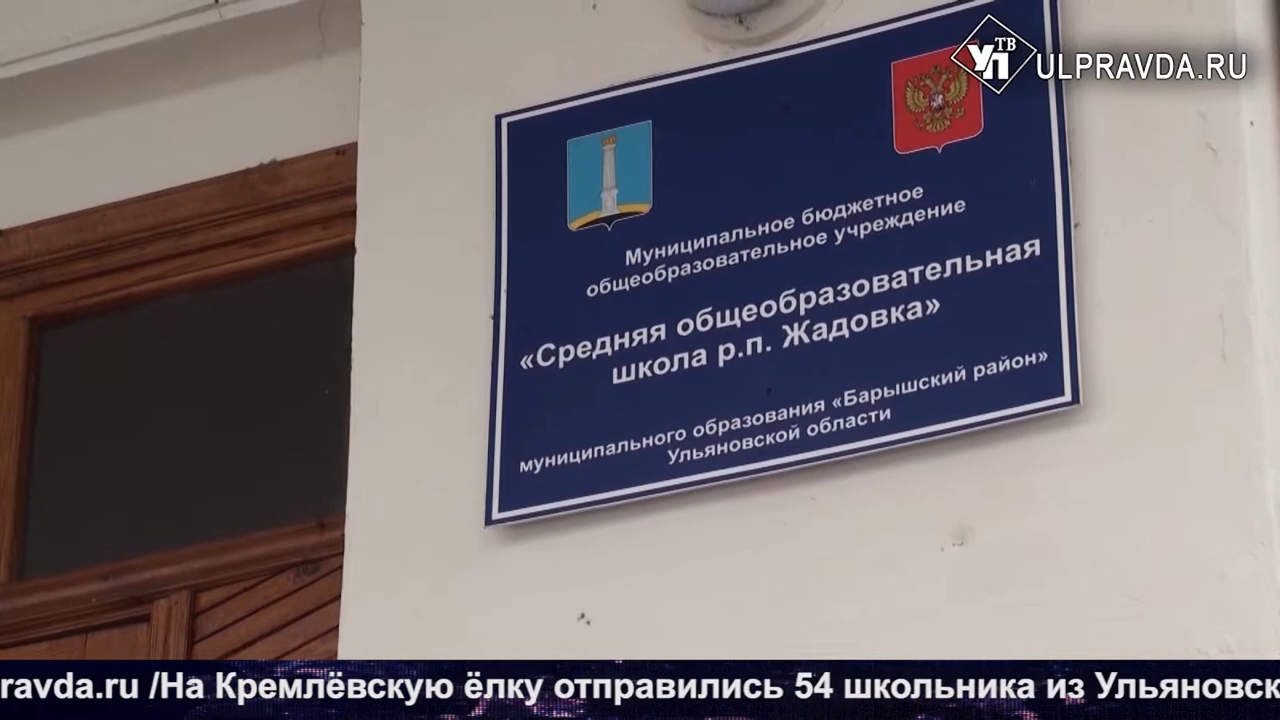 УП ТВ
ULPRAVDA.RU
Муниципальное бюджетное
общеобразовательное учреждение
«Средняя общеобразовательная
школа р.п. Жадовка»
муниципального образования «Барышский район»
Ульяновской области
ravda.ru /На Кремлёвскую ёлку отправились 54 школьника из Ульяновск